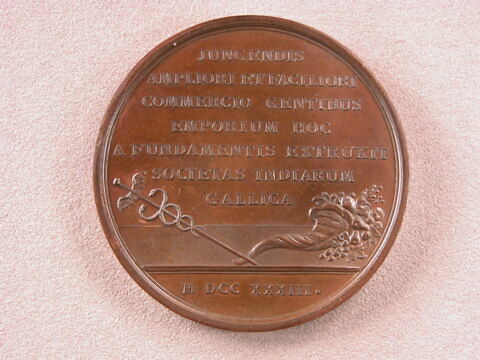 JUNGENDIS
AMPLIORI ET FACILIORI
COMMERCIO GENTIBUS
EMPORIUM HOC
A FUNDAMENTIS EXTRUXIT
SOCIETAS INDIARUM
GALLICA
M DCC XXXIII.